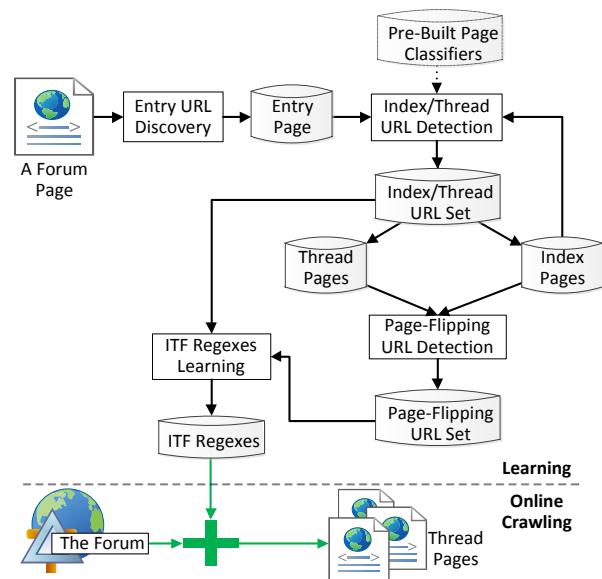 Pre-Built Page
Classifiers
A Forum
Page
Entry URL
Discovery
Entry
Page
Index/Thread
URL Detection
Index/Thread
URL Set
Thread
Pages
Index
Pages
Page-Flipping
URL Detection
ITF Regexes
Learning
Page-Flipping
URL Set
ITF Regexes
Learning
Online
Crawling
The Forum
Thread
Pages